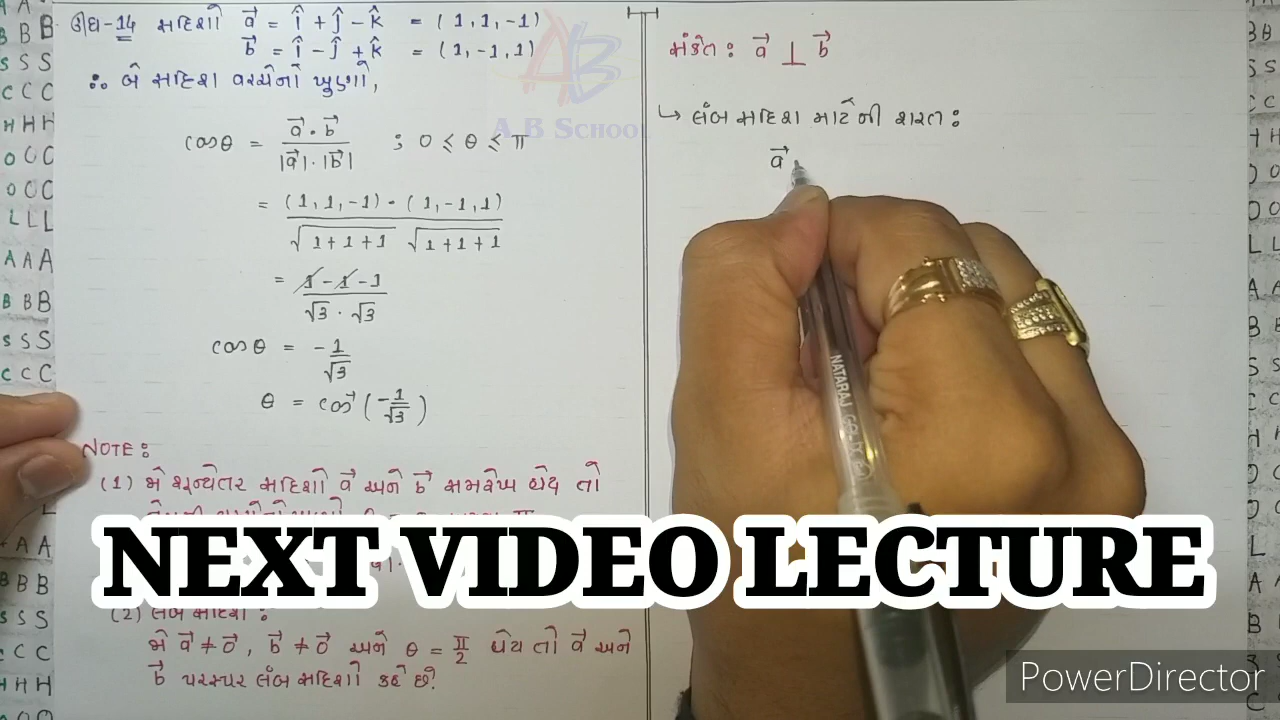 ઉદા-14 સદિશો a⃗ = î + ĵ - k̂ = (1, 1, -1)
b⃗ = î - ĵ + k̂ = (1, -1, 1)
∴ બે સદિશ વચ્ચેનો ખૂણો,
cosθ = a⃗ · b⃗ / |a⃗| · |b⃗| ; 0 ≤ θ ≤ π
= (1, 1, -1) · (1, -1, 1) / √1+1+1 √1+1+1
= 1 - 1 - 1 / √3 · √3
cosθ = -1/√3
θ = cos⁻¹(-1/√3)
NOTE :
(1) જો શૂન્યેતર સદિશો a⃗ અને b⃗ સમરેખ હોય તો
(2) લંબ સદિશ :
જો a⃗ ≠ 0⃗, b⃗ ≠ 0⃗ અને θ = π/2 હોય તો a⃗ અને
b⃗ પરસ્પર લંબ સદિશો કહે છે.
સંકેત : a⃗ ⊥ b⃗
↳ લંબ સદિશ માટેની શરત :
a⃗
AB
A B SCHOOL
NATARAJ
NEXT VIDEO LECTURE
PowerDirector